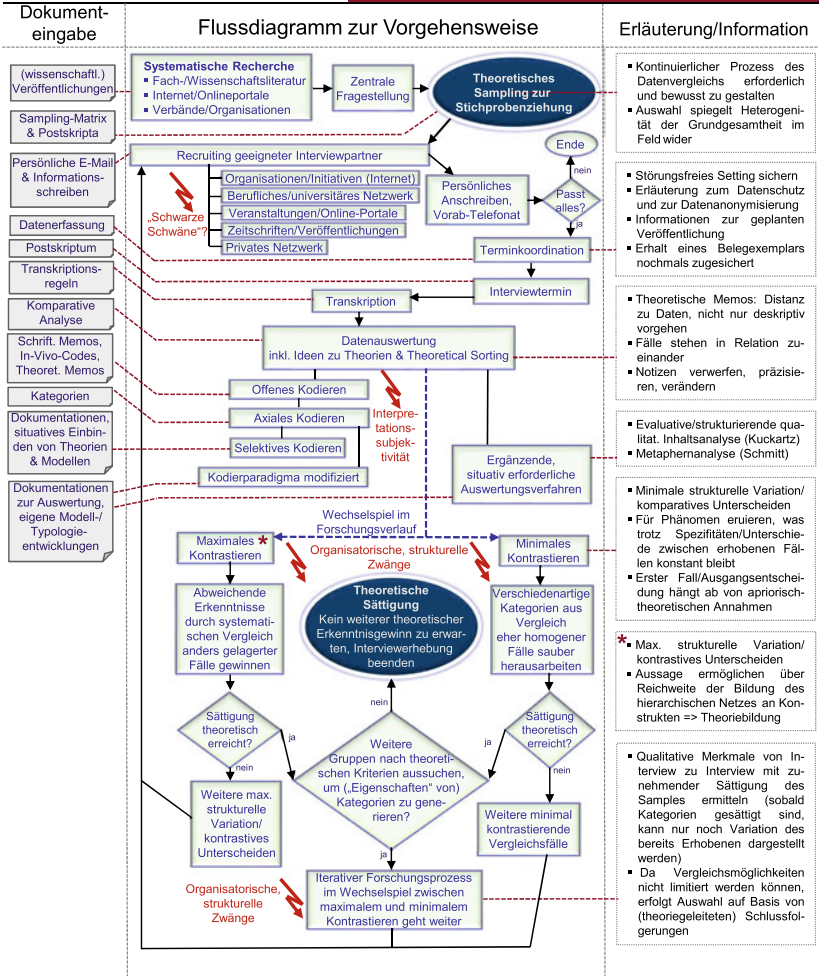 Dokument-
eingabe
(wissenschaftl.)
Veröffentlichungen
Sampling-Matrix
& Postskripta
Persönliche E-Mail
& Informations-
schreiben
Datenerfassung
Postskriptum
Transkriptions-
regeln
Komparative
Analyse
Schrift. Memos,
In-Vivo-Codes,
Theoret. Memos
Kategorien
Dokumentationen,
situatives Einbin-
den von Theorien
& Modellen
Dokumentationen
zur Auswertung,
eigene Modell-/
Typologie-
entwicklungen
Flussdiagramm zur Vorgehensweise
Systematische Recherche
▪ Fach-/Wissenschaftsliteratur
▪ Internet/Onlineportale
▪ Verbände/Organisationen
Zentrale
Fragestellung
Theoretisches
Sampling zur
Stichprobenziehung
Recruiting geeigneter Interviewpartner
Organisationen/Initiativen (Internet)
Berufliches/universitäres Netzwerk
Veranstaltungen/Online-Portale
Zeitschriften/Veröffentlichungen
Privates Netzwerk
„Schwarze
Schwäne“?
Persönliches
Anschreiben,
Vorab-Telefonat
Ende
nein
Passt
alles?
ja
Terminkoordination
Interviewtermin
Transkription
Datenauswertung
inkl. Ideen zu Theorien & Theoretical Sorting
Offenes Kodieren
Axiales Kodieren
Selektives Kodieren
Kodierparadigma modifiziert
Interpre-
tations-
subjek-
tivität
Ergänzende,
situativ erforderliche
Auswertungsverfahren
Wechselspiel im
Forschungsverlauf
Maximales *
Kontrastieren
Organisatorische, strukturelle
Zwänge
Minimales
Kontrastieren
Abweichende
Erkenntnisse
durch systemati-
schen Vergleich
anders gelagerter
Fälle gewinnen
Theoretische
Sättigung
Kein weiterer theoretischer
Erkenntnisgewinn zu erwar-
ten, Interviewerhebung
beenden
Verschiedenartige
Kategorien aus
Vergleich
eher homogener
Fälle sauber
herausarbeiten
nein
Sättigung
theoretisch
erreicht?
ja
nein
Weitere
Gruppen nach theoreti-
schen Kriterien aussuchen,
um („Eigenschaften“ von)
Kategorien zu gene-
rieren?
ja
Sättigung
theoretisch
erreicht?
ja
nein
Weitere max.
strukturelle
Variation/
kontrastives
Unterscheiden
Weitere minimal
kontrastierende
Vergleichsfälle
Organisatorische,
strukturelle
Zwänge
Iterativer Forschungsprozess
im Wechselspiel zwischen
maximalem und minimalem
Kontrastieren geht weiter
Erläuterung/Information
▪ Kontinuierlicher Prozess des
Datenvergleichs erforderlich
und bewusst zu gestalten
▪ Auswahl spiegelt Heterogeni-
tät der Grundgesamtheit im
Feld wider
▪ Störungsfreies Setting sichern
▪ Erläuterung zum Datenschutz
und zur Datenanonymisierung
▪ Informationen zur geplanten
Veröffentlichung
▪ Erhalt eines Belegexemplars
nochmals zugesichert
▪ Theoretische Memos: Distanz
zu Daten, nicht nur deskriptiv
vorgehen
▪ Fälle stehen in Relation zu-
einander
▪ Notizen verwerfen, präzisie-
ren, verändern
▪ Evaluative/strukturierende qua-
litat. Inhaltsanalyse (Kuckartz)
▪ Metaphernanalyse (Schmitt)
Minimale strukturelle Variation/
komparatives Unterscheiden
▪ Für Phänomen eruieren, was
trotz Spezifitäten/Unterschie-
de zwischen erhobenen Fäl-
len konstant bleibt
▪ Erster Fall/Ausgangsentschei-
dung hängt ab von apriorisch-
theoretischen Annahmen
* ▪ Max. strukturelle Variation/
kontrastives Unterscheiden
▪ Aussage ermöglichen über
Reichweite der Bildung des
hierarchischen Netzes an Kon-
strukten => Theoriebildung
▪ Qualitative Merkmale von In-
terview zu Interview mit zu-
nehmender Sättigung des
Samples ermitteln (sobald
Kategorien gesättigt sind,
kann nur noch Variation des
bereits Erhobenen dargestellt
werden)
▪ Da Vergleichsmöglichkeiten
nicht limitiert werden können,
erfolgt Auswahl auf Basis von
(theoriegeleiteten) Schlussfol-
gerungen